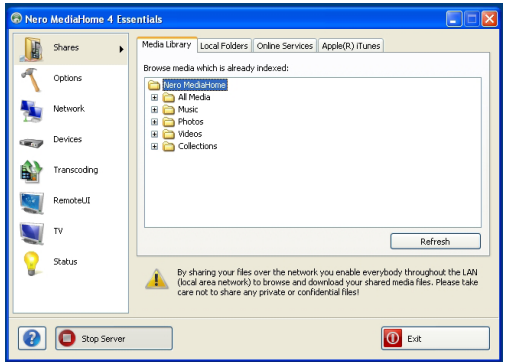 Nero MediaHome 4 Essentials
Shares
Options
Network
Devices
Transcoding
RemoteUI
TV
Status
Media Library Local Folders Online Services Apple(R) iTunes
Browse media which is already indexed:
Nero MediaHome
All Media
Music
Photos
Videos
Collections
Refresh
By sharing your files over the network you enable everybody throughout the LAN
(local area network) to browse and download your shared media files. Please take
care not to share any private or confidential files!
Stop Server
Exit